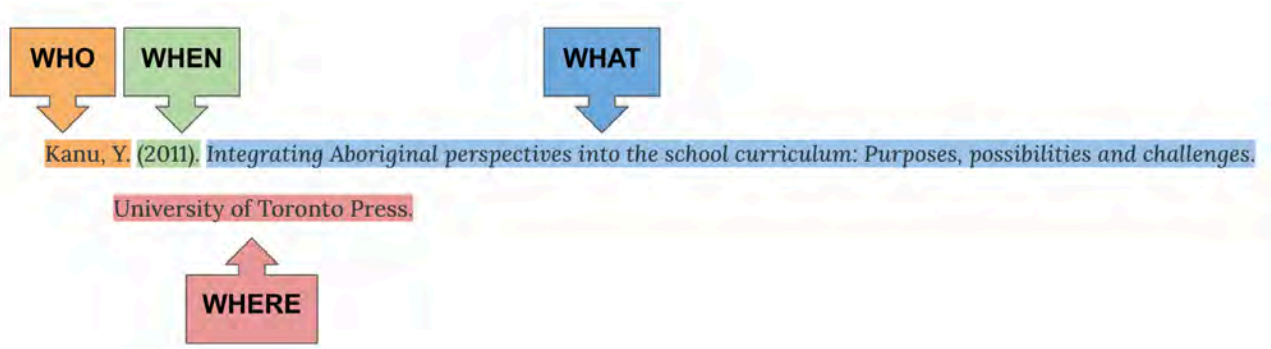 WHO WHEN WHAT
Kanu, Y. (2011). Integrating Aboriginal perspectives into the school curriculum: Purposes, possibilities and challenges.
University of Toronto Press.
WHERE